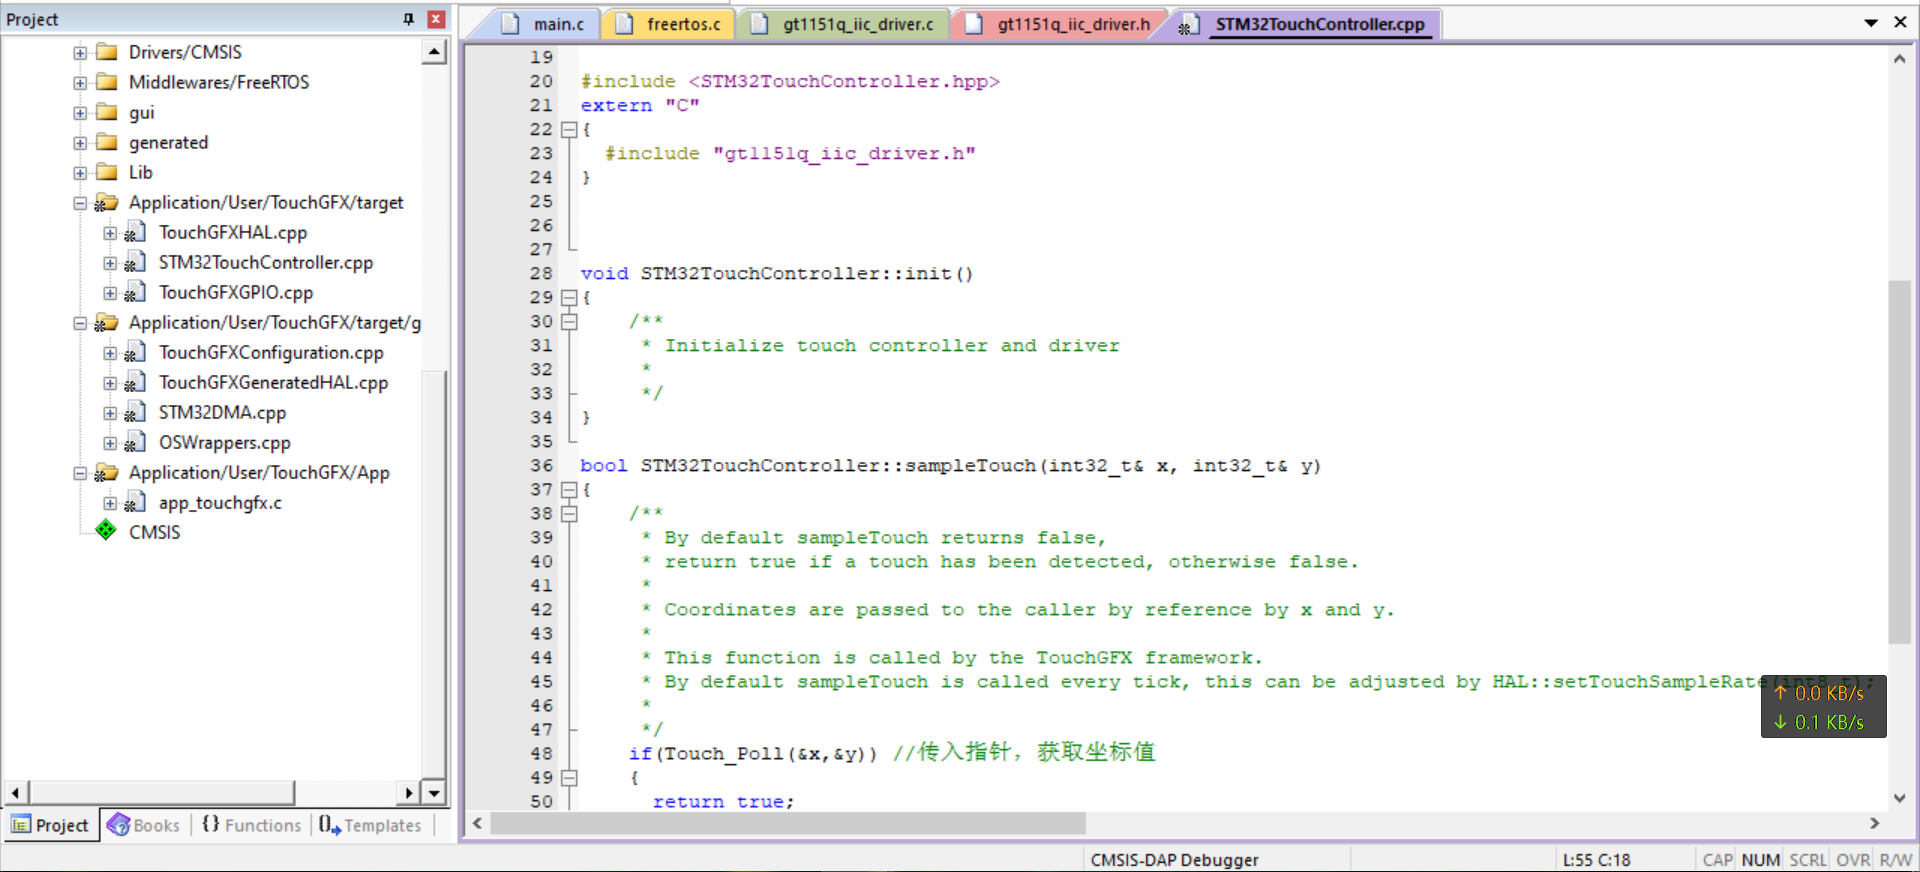 Project
Drivers/CMSIS
Middlewares/FreeRTOS
gui
generated
Lib
Application/User/TouchGFX/target
TouchGFXHAL.cpp
STM32TouchController.cpp
TouchGFXGPIO.cpp
Application/User/TouchGFX/target/g
TouchGFXConfiguration.cpp
TouchGFXGeneratedHAL.cpp
STM32DMA.cpp
OSWrappers.cpp
Application/User/TouchGFX/App
app_touchgfx.c
CMSIS
Project Books {} Functions Templates
main.c freertos.c gt1151q_iic_driver.c gt1151q_iic_driver.h STM32TouchController.cpp
19
20 #include <STM32TouchController.hpp>
21 extern "C"
22 {
23 #include "gt1151q_iic_driver.h"
24 }
25
26
27
28 void STM32TouchController::init()
29 {
30 /**
31 * Initialize touch controller and driver
32 *
33 */
34 }
35
36 bool STM32TouchController::sampleTouch(int32_t& x, int32_t& y)
37 {
38 /**
39 * By default sampleTouch returns false,
40 * return true if a touch has been detected, otherwise false.
41 *
42 * Coordinates are passed to the caller by reference by x and y.
43 *
44 * This function is called by the TouchGFX framework.
45 * By default sampleTouch is called every tick, this can be adjusted by HAL::setTouchSampleRate(int8_t);
46 *
47 */
48 if(Touch_Poll(&x,&y)) //传入指针，获取坐标值
49 {
50 return true;
↑ 0.0 KB/s
↓ 0.1 KB/s
CMSIS-DAP Debugger L:55 C:18 CAP NUM SCRL OVR R/W